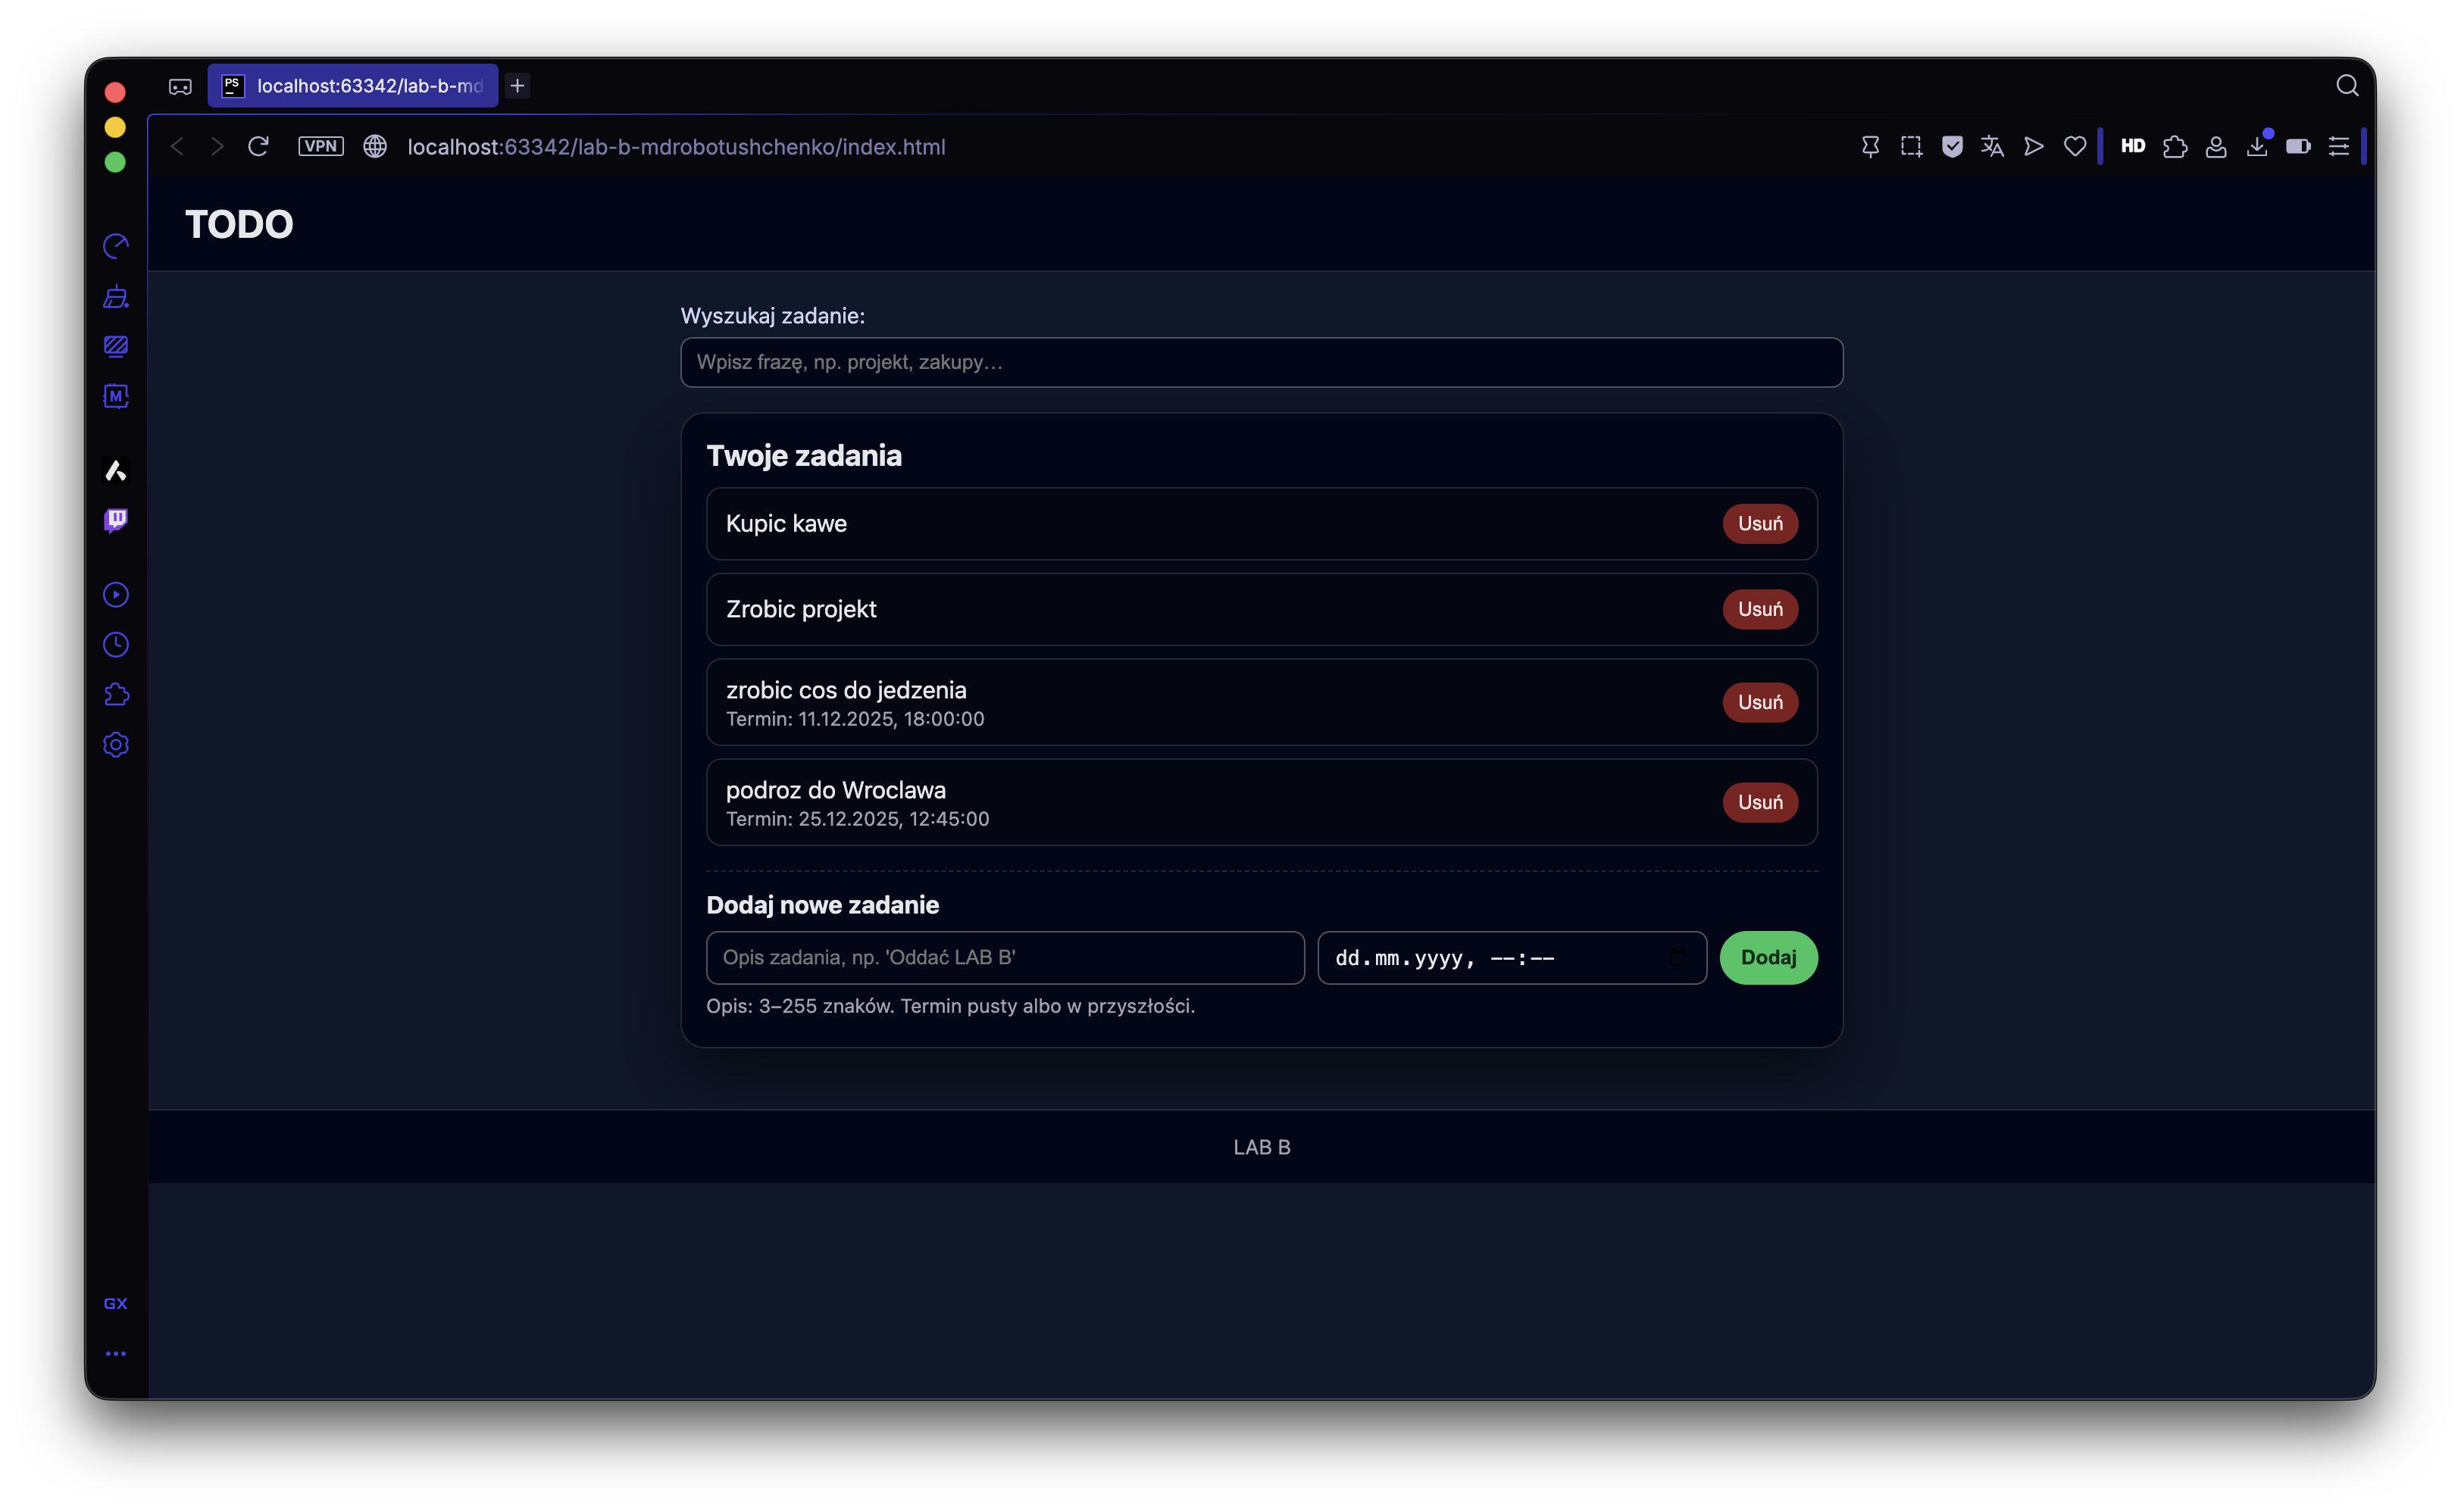 PS
localhost:63342/lab-b-md
VPN
localhost:63342/lab-b-mdrobotushchenko/index.html
HD
TODO
M
Wyszukaj zadanie:
Wpisz frazę, np. projekt, zakupy…
Twoje zadania
Kupic kawe
Usuń
Zrobic projekt
Usuń
zrobic cos do jedzenia
Termin: 11.12.2025, 18:00:00
Usuń
podroz do Wroclawa
Termin: 25.12.2025, 12:45:00
Usuń
Dodaj nowe zadanie
Opis zadania, np. 'Oddać LAB B'
dd.mm.yyyy, --:--
Dodaj
Opis: 3–255 znaków. Termin pusty albo w przyszłości.
LAB B
GX